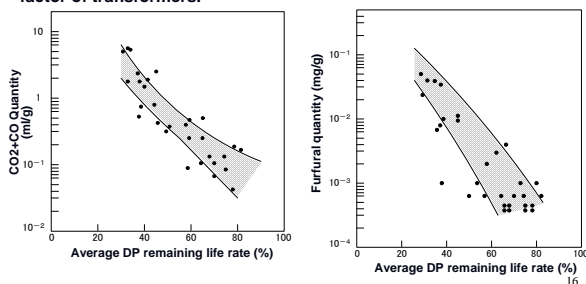 factor of transformers.
CO2+CO Quantity
(ml/g)
10
1
10⁻¹
10⁻²
0 20 40 60 80 100
Average DP remaining life rate (%)
Furfural quantity (mg/g)
10⁻¹
10⁻²
10⁻³
10⁻⁴
0 20 40 60 80 100
Average DP remaining life rate (%)
16